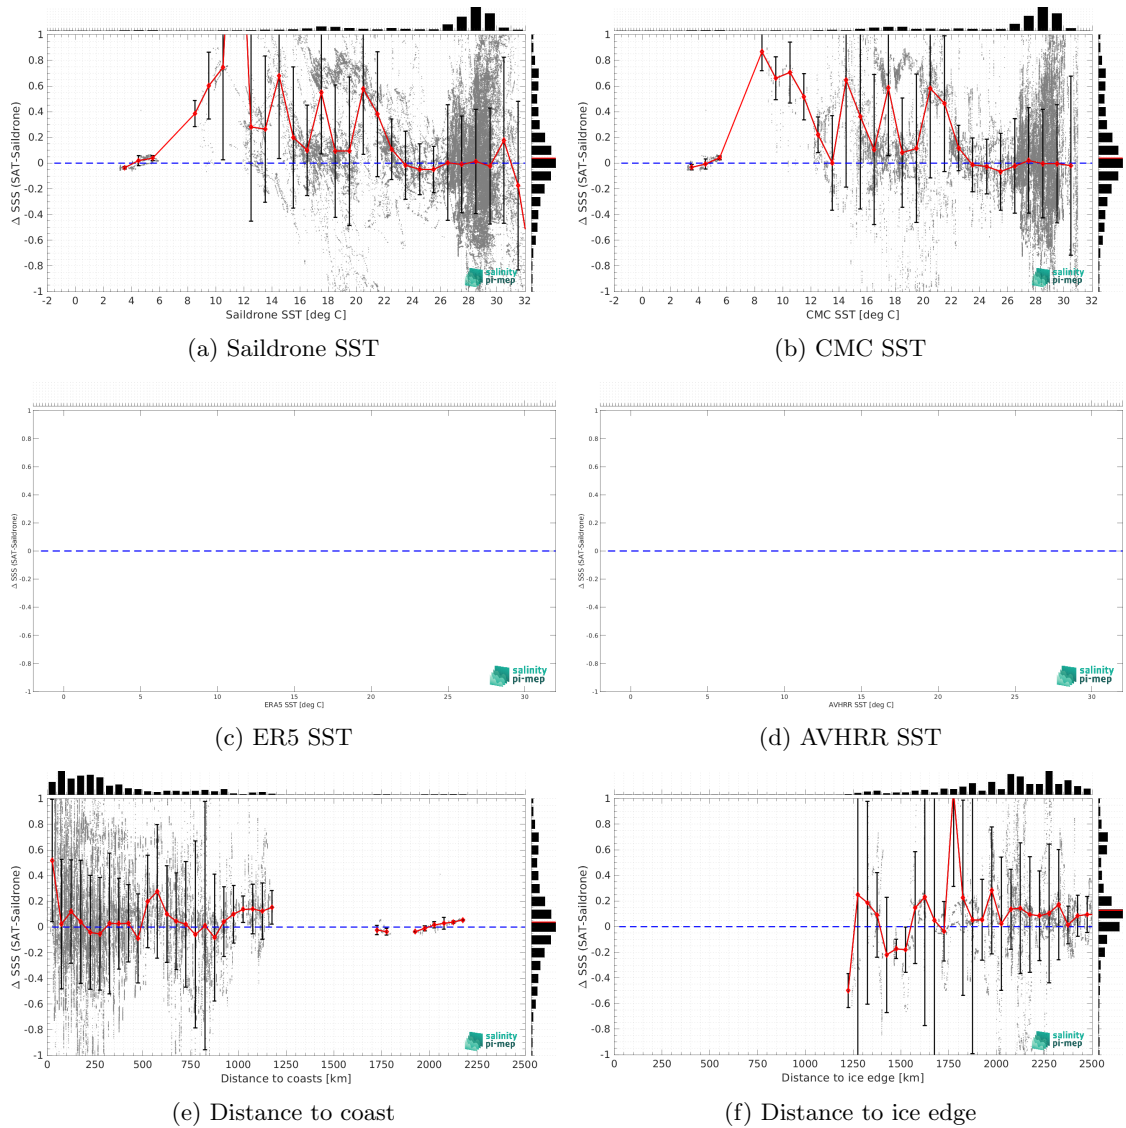 1
0.8
0.6
0.4
0.2
0
-0.2
-0.4
-0.6
-0.8
-1
Δ SSS (SAT-Saildrone)
salinity
pi-mep
-2 0 2 4 6 8 10 12 14 16 18 20 22 24 26 28 30 32
Saildrone SST [deg C]
(a) Saildrone SST
1
0.8
0.6
0.4
0.2
0
-0.2
-0.4
-0.6
-0.8
-1
Δ SSS (SAT-Saildrone)
salinity
pi-mep
-2 0 2 4 6 8 10 12 14 16 18 20 22 24 26 28 30 32
CMC SST [deg C]
(b) CMC SST
1
0.8
0.6
0.4
0.2
0
-0.2
-0.4
-0.6
-0.8
-1
Δ SSS (SAT-Saildrone)
salinity
pi-mep
0 5 10 15 20 25 30
ERA5 SST [deg C]
(c) ER5 SST
1
0.8
0.6
0.4
0.2
0
-0.2
-0.4
-0.6
-0.8
-1
Δ SSS (SAT-Saildrone)
salinity
pi-mep
0 5 10 15 20 25 30
AVHRR SST [deg C]
(d) AVHRR SST
1
0.8
0.6
0.4
0.2
0
-0.2
-0.4
-0.6
-0.8
-1
Δ SSS (SAT-Saildrone)
salinity
pi-mep
0 250 500 750 1000 1250 1500 1750 2000 2250 2500
Distance to coasts [km]
(e) Distance to coast
1
0.8
0.6
0.4
0.2
0
-0.2
-0.4
-0.6
-0.8
-1
Δ SSS (SAT-Saildrone)
salinity
pi-mep
0 250 500 750 1000 1250 1500 1750 2000 2250 2500
Distance to ice edge [km]
(f) Distance to ice edge